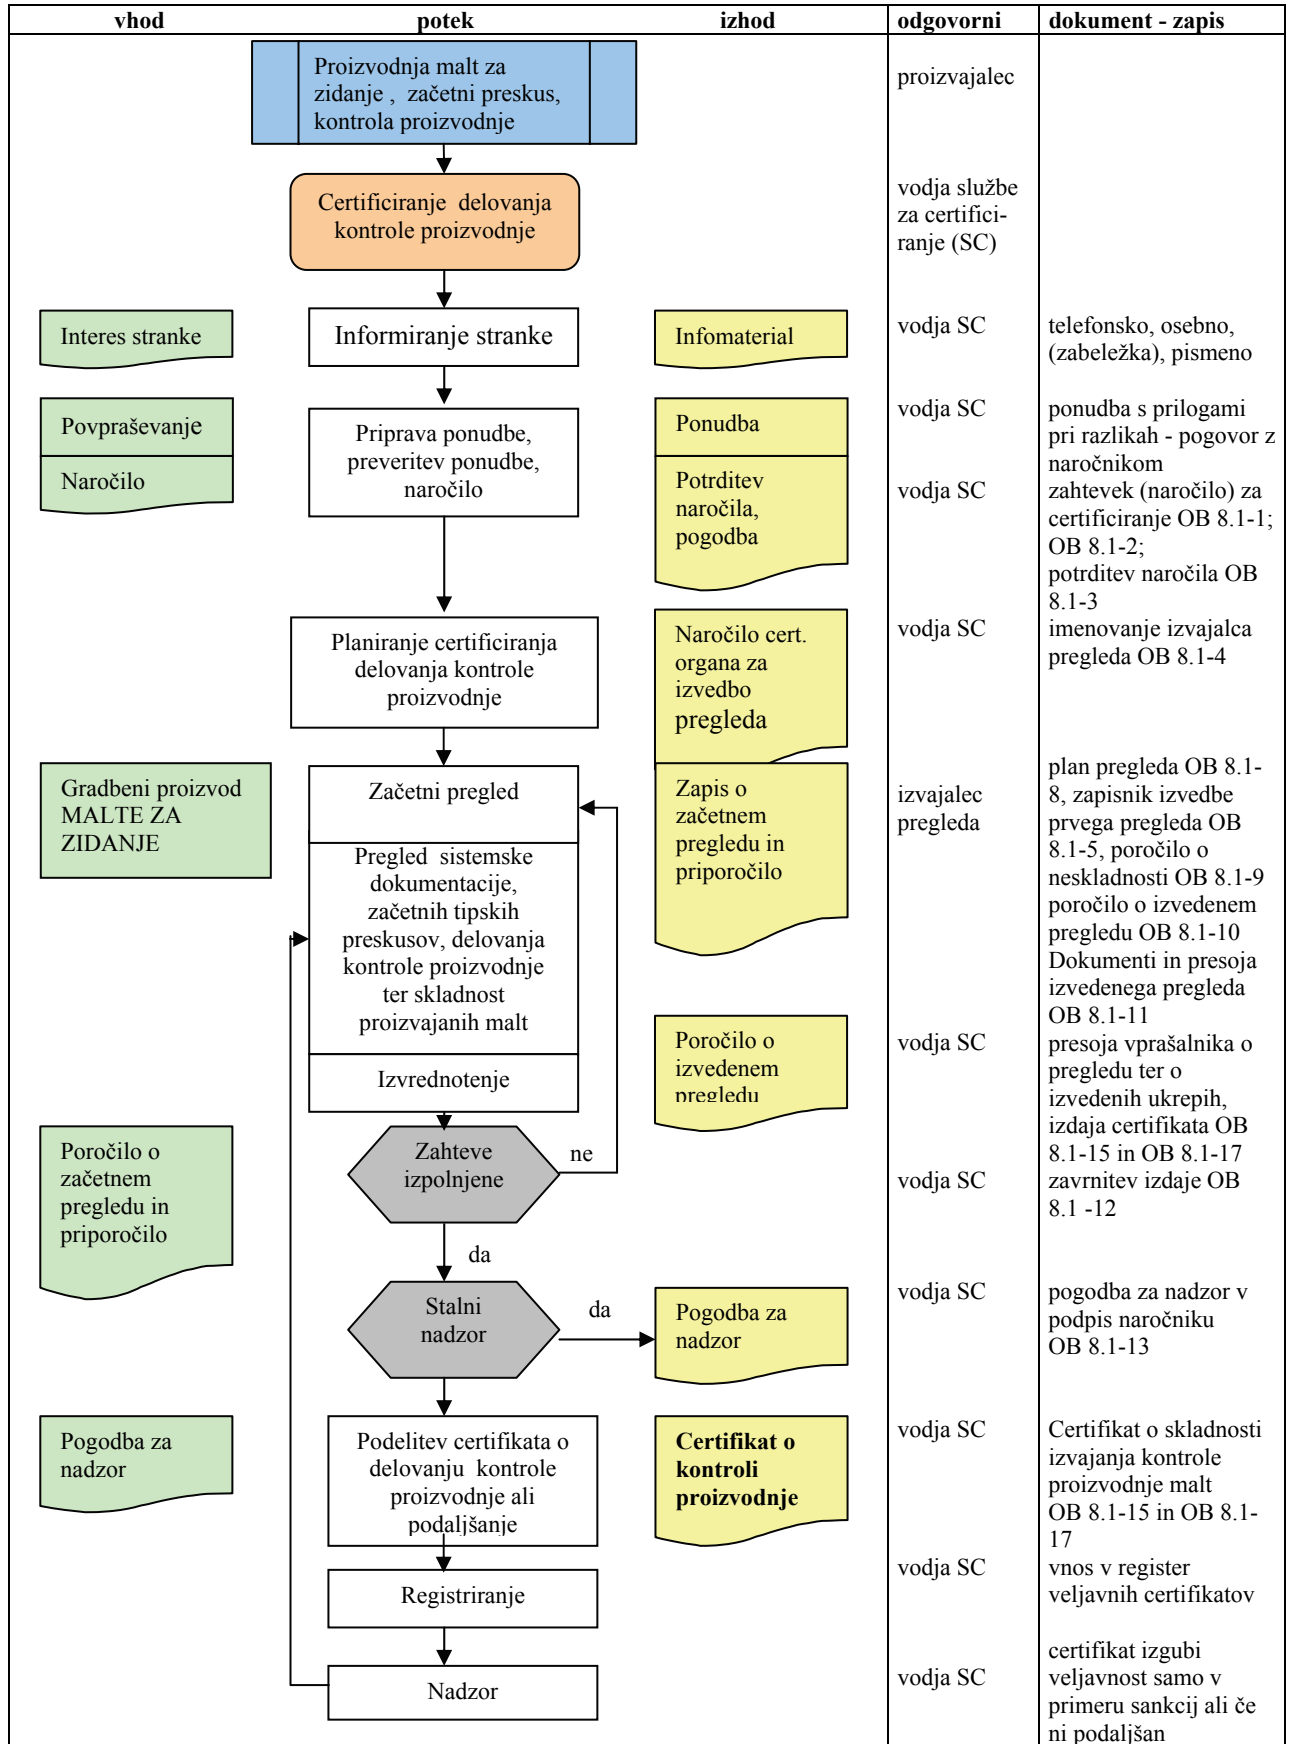 vhod potek izhod odgovorni dokument - zapis
Proizvodnja malt za
zidanje , začetni preskus,
kontrola proizvodnje
proizvajalec
Certificiranje delovanja
kontrole proizvodnje
vodja službe
za certifici-
ranje (SC)
Interes stranke
Informiranje stranke
Infomaterial
vodja SC
telefonsko, osebno,
(zabeležka), pismeno
Povpraševanje
Naročilo
Priprava ponudbe,
preveritev ponudbe,
naročilo
Ponudba
Potrditev
naročila,
pogodba
vodja SC
vodja SC
ponudba s prilogami
pri razlikah - pogovor z
naročnikom
zahtevek (naročilo) za
certificiranje OB 8.1-1;
OB 8.1-2;
potrditev naročila OB
8.1-3
Planiranje certificiranja
delovanja kontrole
proizvodnje
Naročilo cert.
organa za
izvedbo
pregleda
vodja SC
imenovanje izvajalca
pregleda OB 8.1-4
Gradbeni proizvod
MALTE ZA
ZIDANJE
Začetni pregled
Pregled sistemske
dokumentacije,
začetnih tipskih
preskusov, delovanja
kontrole proizvodnje
ter skladnost
proizvajanih malt
Izvrednotenje
Zapis o
začetnem
pregledu in
priporočilo
izvajalec
pregleda
plan pregleda OB 8.1-
8, zapisnik izvedbe
prvega pregleda OB
8.1-5, poročilo o
neskladnosti OB 8.1-9
poročilo o izvedenem
pregledu OB 8.1-10
Dokumenti in presoja
izvedenega pregleda
OB 8.1-11
Poročilo o
izvedenem
pregledu
vodja SC
presoja vprašalnika o
pregledu ter o
izvedenih ukrepih,
izdaja certifikata OB
8.1-15 in OB 8.1-17
Poročilo o
začetnem
pregledu in
priporočilo
Zahteve
izpolnjene
ne
da
vodja SC
zavrnitev izdaje OB
8.1 -12
Stalni
nadzor
da
Pogodba za
nadzor
vodja SC
pogodba za nadzor v
podpis naročniku
OB 8.1-13
Pogodba za
nadzor
Podelitev certifikata o
delovanju kontrole
proizvodnje ali
podaljšanje
Certifikat o
kontroli
proizvodnje
vodja SC
Certifikat o skladnosti
izvajanja kontrole
proizvodnje malt
OB 8.1-15 in OB 8.1-
17
Registriranje
vodja SC
vnos v register
veljavnih certifikatov
Nadzor
vodja SC
certifikat izgubi
veljavnost samo v
primeru sankcij ali če
ni podaljšan